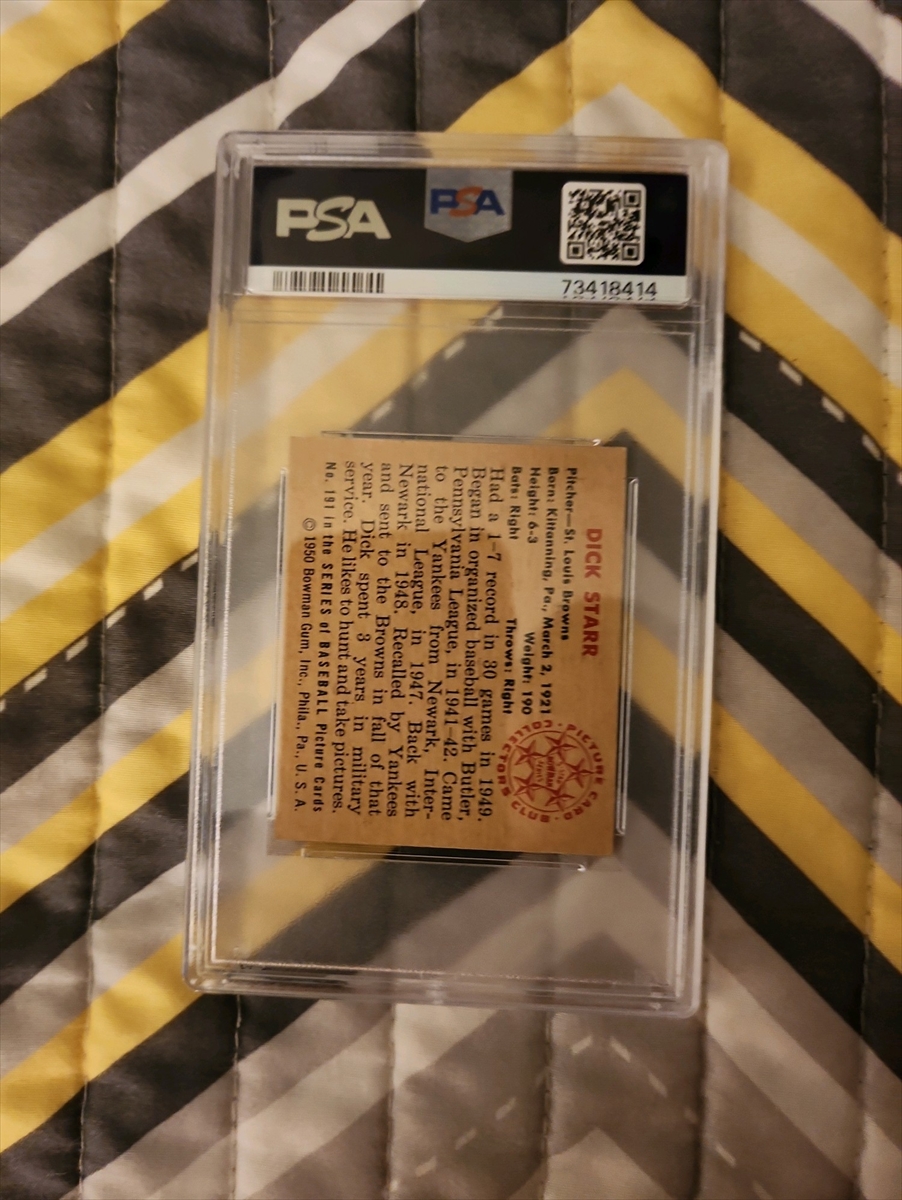 PSA
PSA
73418414
DICK STARR
Pitcher—St. Louis Browns
Born: Kittanning, Pa., March 2, 1921
Height: 6-3 Weight: 190
Bats: Right Throws: Right
Had a 1-7 record in 30 games in 1949.
Began in organized baseball with Butler,
Pennsylvania League, in 1941-42. Came
to the Yankees from Newark, Inter-
national League, in 1947. Back with
Newark in 1948. Recalled by Yankees
and sent to the Browns in fall of that
year. Dick spent 3 years in military
service. He likes to hunt and take pictures.
No. 191 in the SERIES of BASEBALL Picture Cards
© 1950 Bowman Gum, Inc., Phila., Pa., U. S. A.
PICTURE CARD
COLLECTORS CLUB